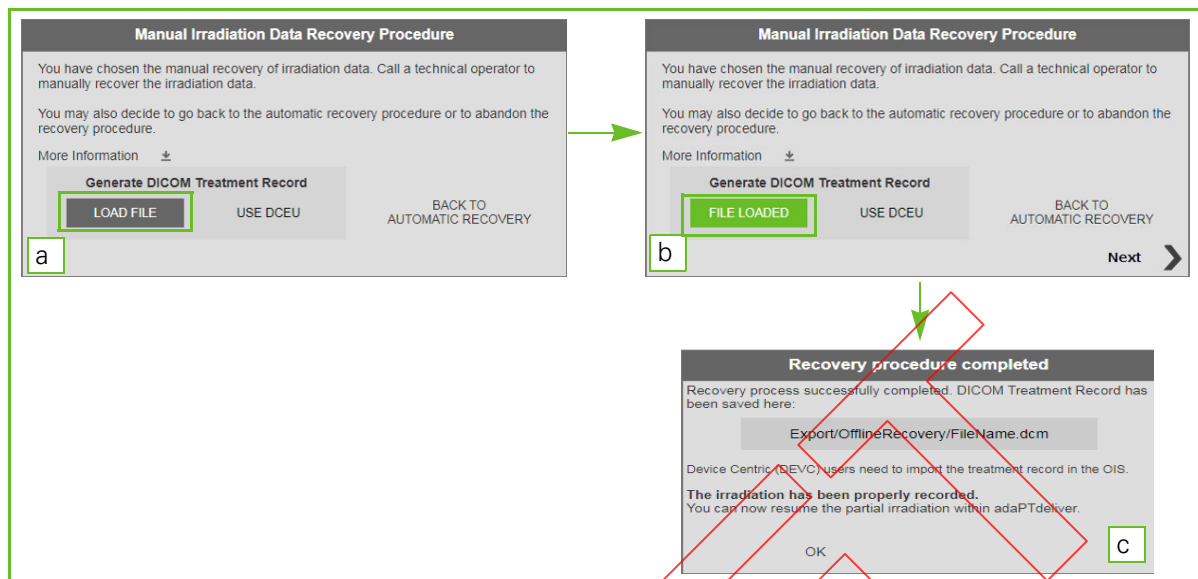 Manual Irradiation Data Recovery Procedure
You have chosen the manual recovery of irradiation data. Call a technical operator to
manually recover the irradiation data.
You may also decide to go back to the automatic recovery procedure or to abandon the
recovery procedure.
More Information
Generate DICOM Treatment Record
LOAD FILE
USE DCEU
BACK TO
AUTOMATIC RECOVERY
a
Manual Irradiation Data Recovery Procedure
You have chosen the manual recovery of irradiation data. Call a technical operator to
manually recover the irradiation data.
You may also decide to go back to the automatic recovery procedure or to abandon the
recovery procedure.
More Information
Generate DICOM Treatment Record
FILE LOADED
USE DCEU
BACK TO
AUTOMATIC RECOVERY
b
Next
Recovery procedure completed
Recovery process successfully completed. DICOM Treatment Record has
been saved here:
Export/OfflineRecovery/FileName.dcm
Device Centric (DEVC) users need to import the treatment record in the OIS.
The irradiation has been properly recorded.
You can now resume the partial irradiation within adaPTdeliver.
OK
c